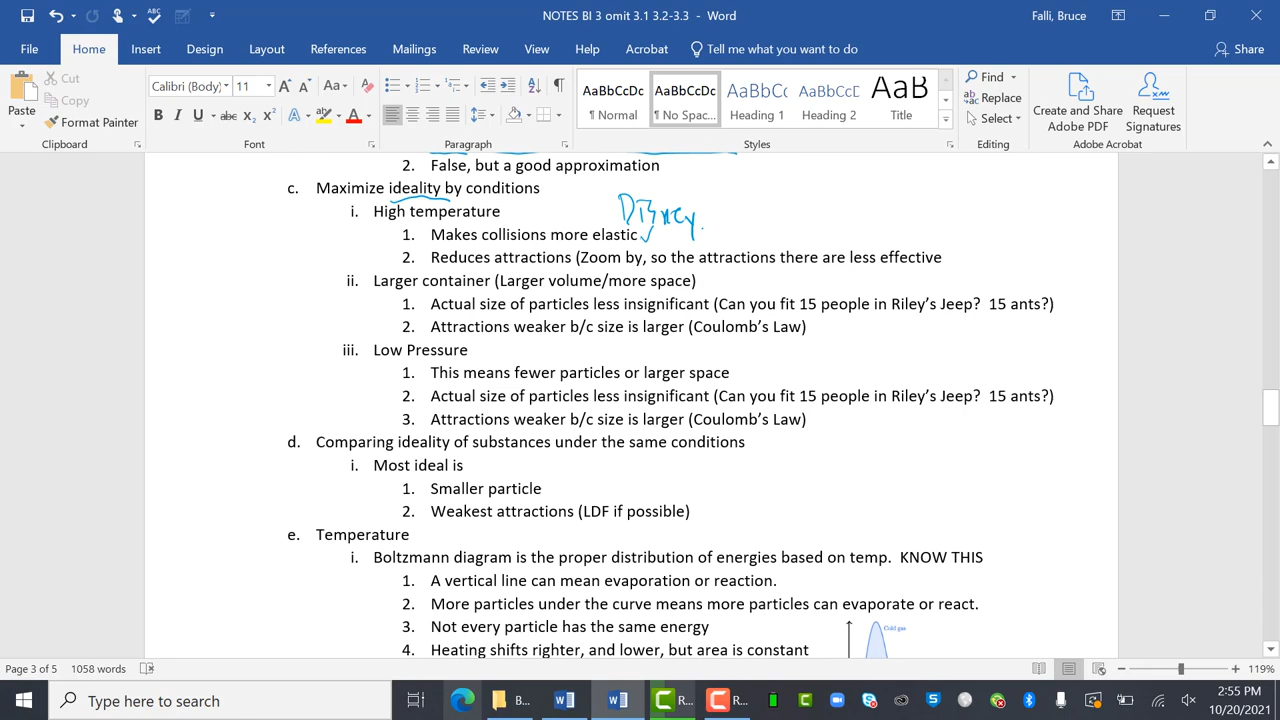 NOTES BI 3 omit 3.1 3.2-3.3 - Word
Falli, Bruce
File Home Insert Design Layout References Mailings Review View Help Acrobat Tell me what you want to do Share
Paste
Cut
Copy
Format Painter
Calibri (Body) 11
AaBbCcDc ¶ Normal
AaBbCcDc ¶ No Spac...
AaBbCc Heading 1
AaBbCcD Heading 2
AaB Title
Find
Replace
Select
Create and Share Adobe PDF
Request Signatures
Clipboard Font Paragraph Styles Editing Adobe Acrobat
2. False, but a good approximation
c. Maximize ideality by conditions
i. High temperature
Disney
1. Makes collisions more elastic
2. Reduces attractions (Zoom by, so the attractions there are less effective
ii. Larger container (Larger volume/more space)
1. Actual size of particles less insignificant (Can you fit 15 people in Riley’s Jeep? 15 ants?)
2. Attractions weaker b/c size is larger (Coulomb’s Law)
iii. Low Pressure
1. This means fewer particles or larger space
2. Actual size of particles less insignificant (Can you fit 15 people in Riley’s Jeep? 15 ants?)
3. Attractions weaker b/c size is larger (Coulomb’s Law)
d. Comparing ideality of substances under the same conditions
i. Most ideal is
1. Smaller particle
2. Weakest attractions (LDF if possible)
e. Temperature
i. Boltzmann diagram is the proper distribution of energies based on temp. KNOW THIS
1. A vertical line can mean evaporation or reaction.
2. More particles under the curve means more particles can evaporate or react.
3. Not every particle has the same energy
Cold gas
4. Heating shifts righter, and lower, but area is constant
Page 3 of 5 1058 words 119%
Type here to search
B...
R...
R...
2:55 PM
10/20/2021